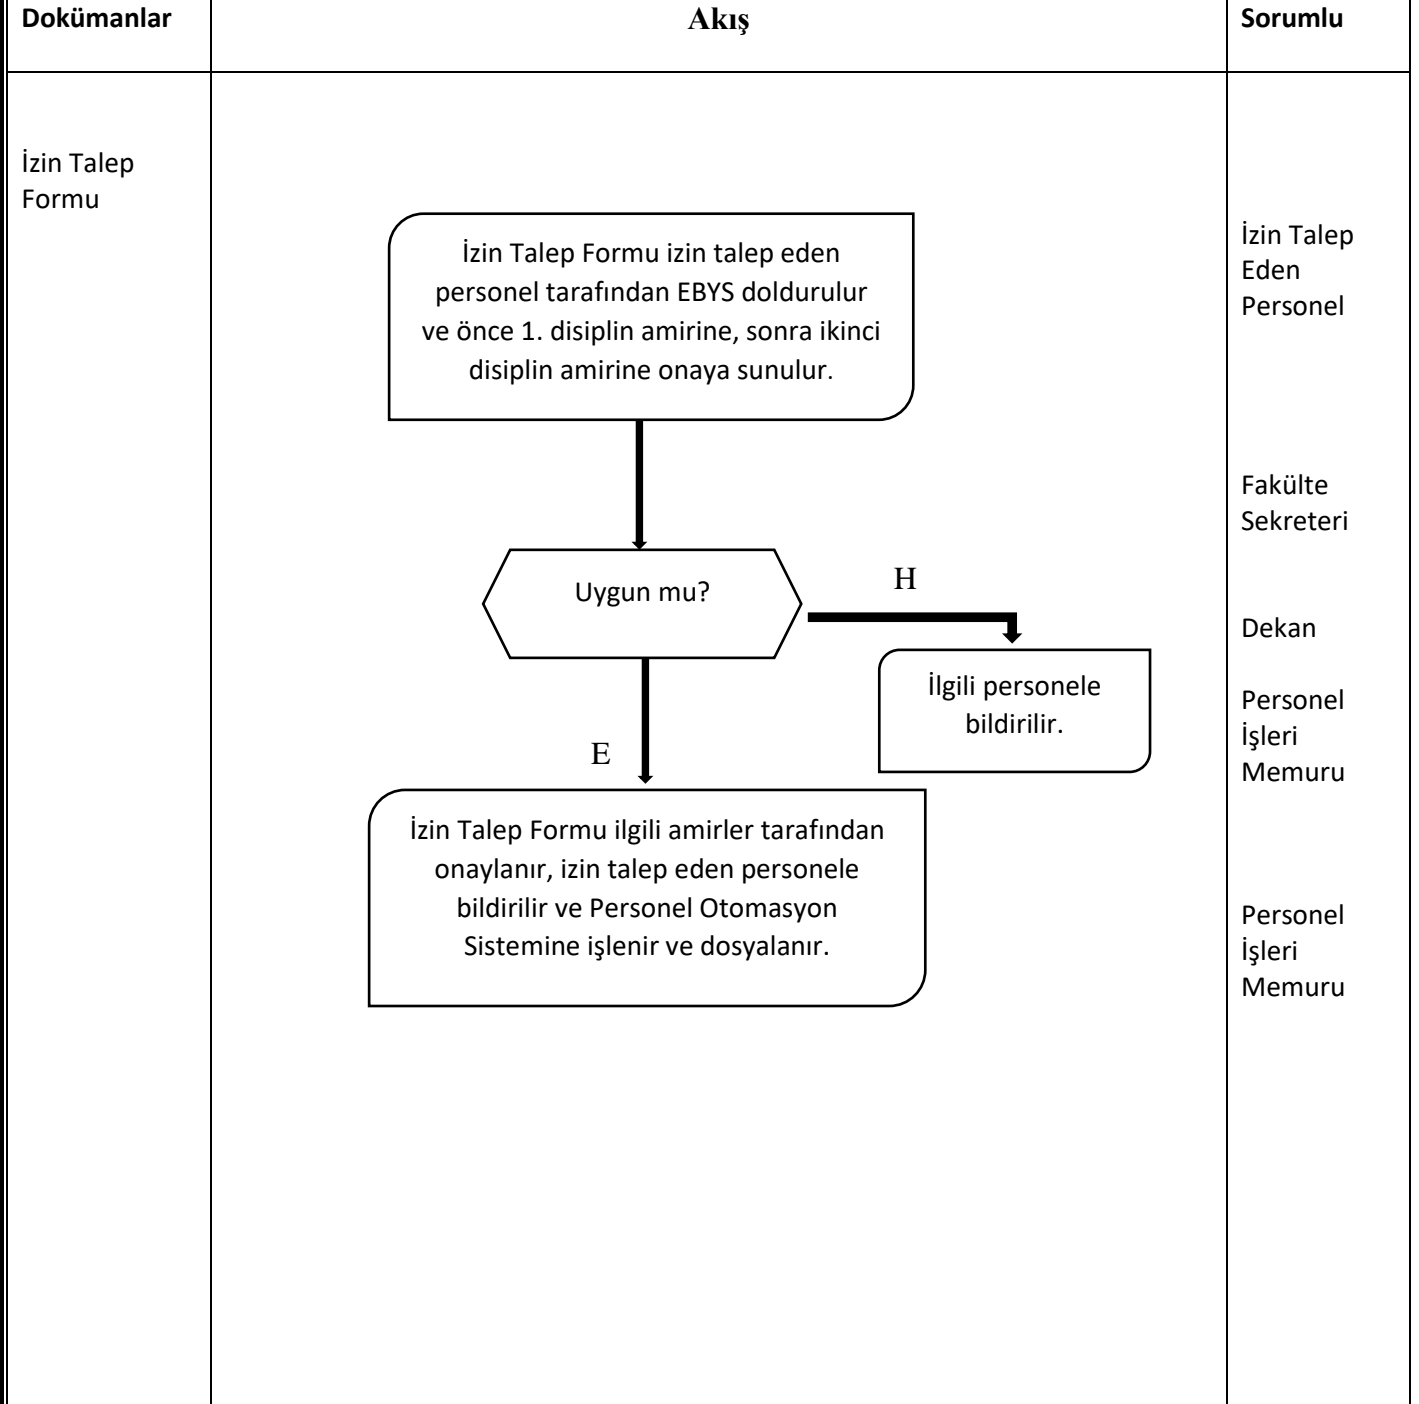 Dokümanlar
Akış
Sorumlu
İzin Talep
Formu
İzin Talep Formu izin talep eden
personel tarafından EBYS doldurulur
ve önce 1. disiplin amirine, sonra ikinci
disiplin amirine onaya sunulur.
İzin Talep
Eden
Personel
Fakülte
Sekreteri
Uygun mu?
H
Dekan
İlgili personele
bildirilir.
Personel
İşleri
Memuru
E
İzin Talep Formu ilgili amirler tarafından
onaylanır, izin talep eden personele
bildirilir ve Personel Otomasyon
Sistemine işlenir ve dosyalanır.
Personel
İşleri
Memuru